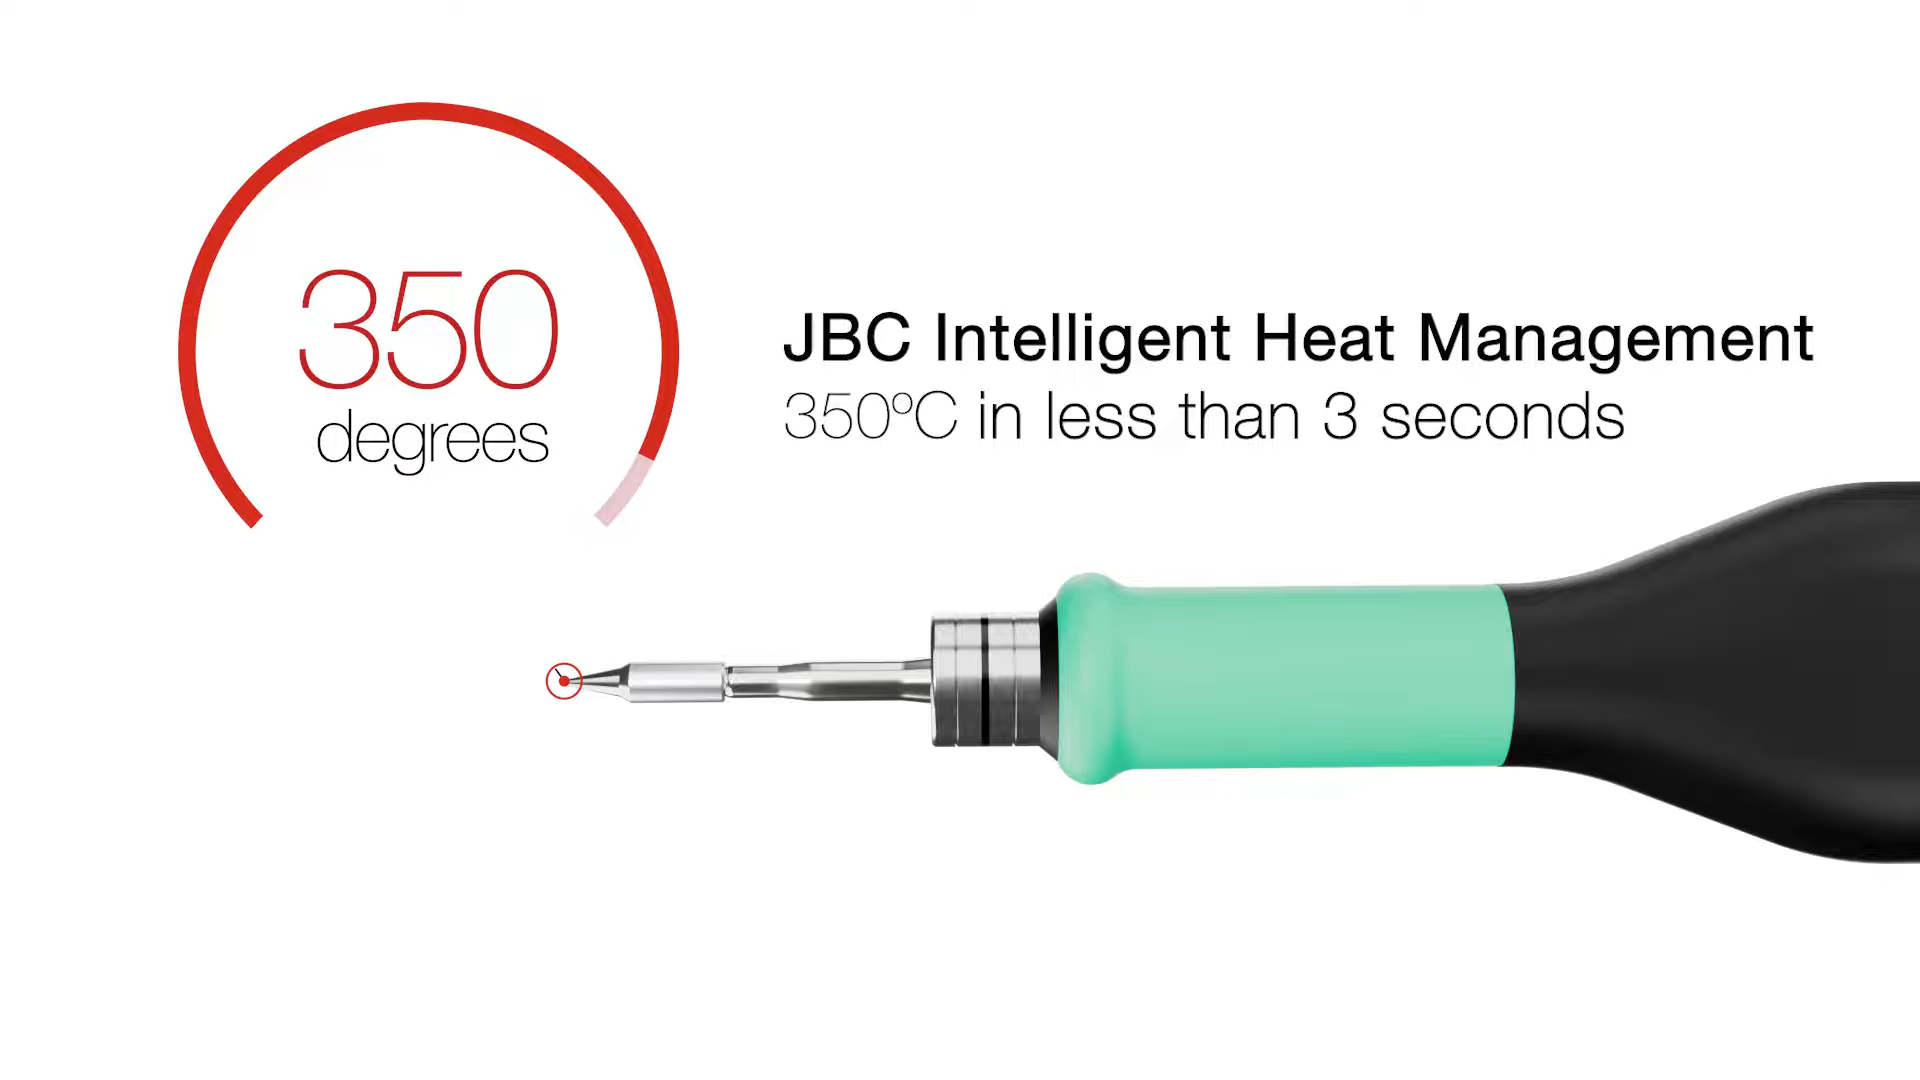 350
degrees
JBC Intelligent Heat Management
350ºC in less than 3 seconds